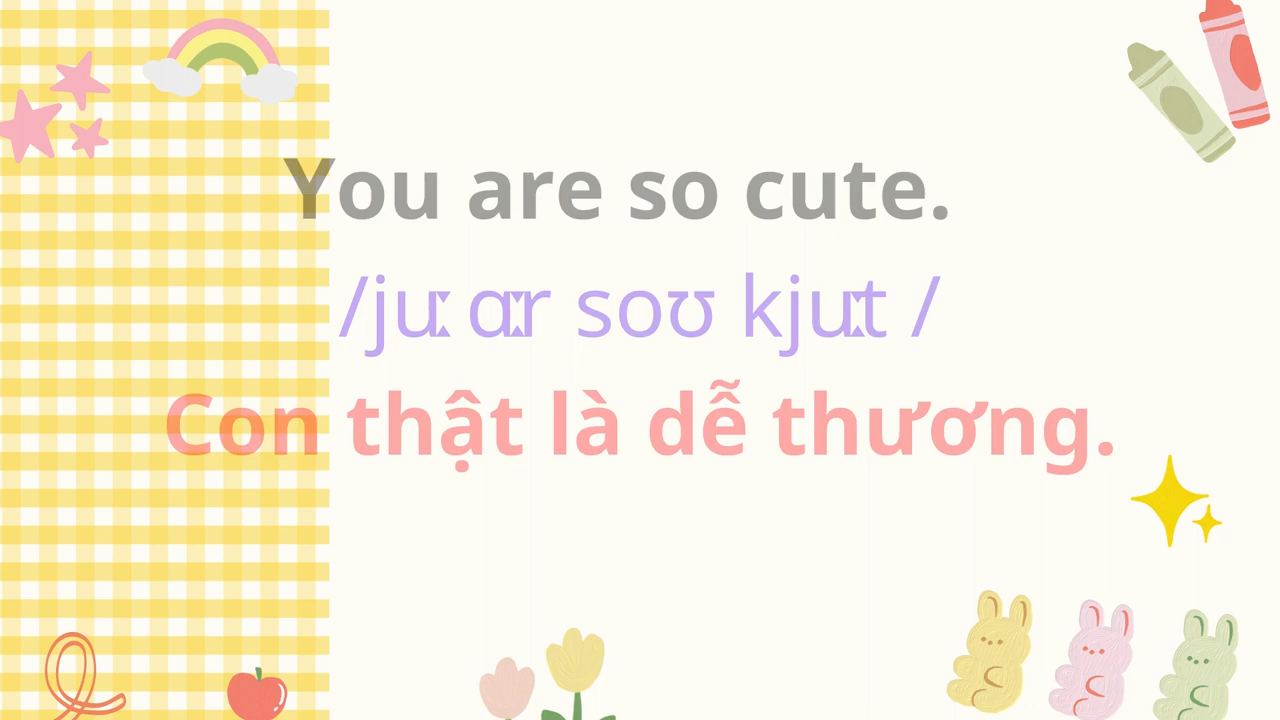 You are so cute.
/juː ɑːr soʊ kjuːt /
Con thật là dễ thương.